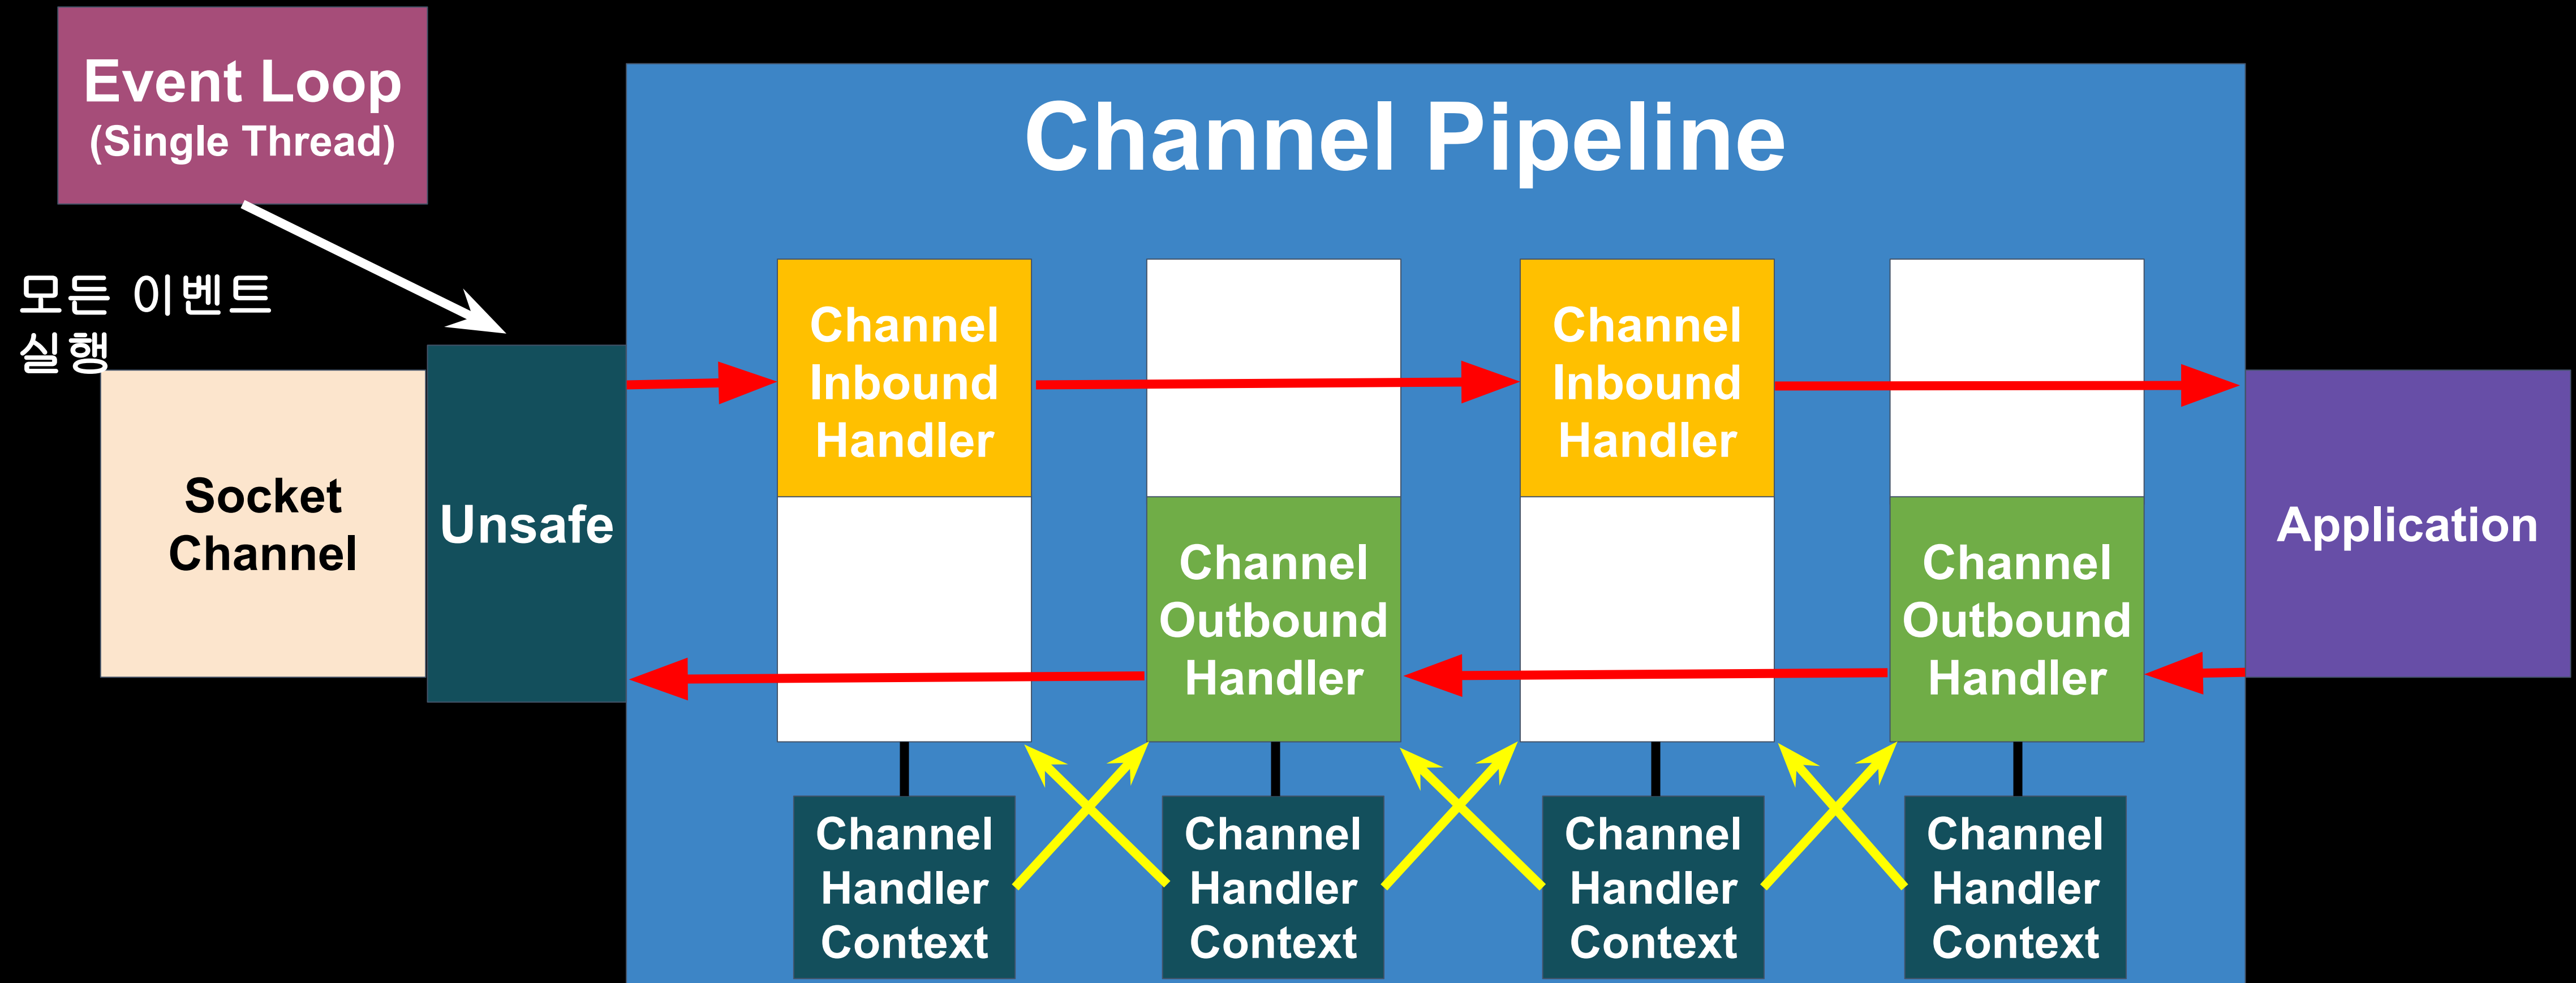 Event Loop
(Single Thread)
모든 이벤트
실행
Socket
Channel
Unsafe
Channel Pipeline
Channel
Inbound
Handler
Channel
Outbound
Handler
Channel
Inbound
Handler
Channel
Outbound
Handler
Channel
Handler
Context
Channel
Handler
Context
Channel
Handler
Context
Channel
Handler
Context
Application